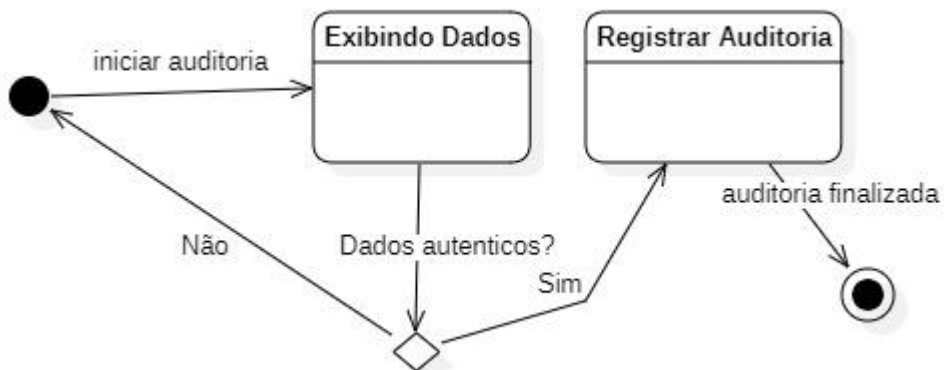 Exibindo Dados
Registrar Auditoria
iniciar auditoria
auditoria finalizada
Não
Dados autenticos?
Sim